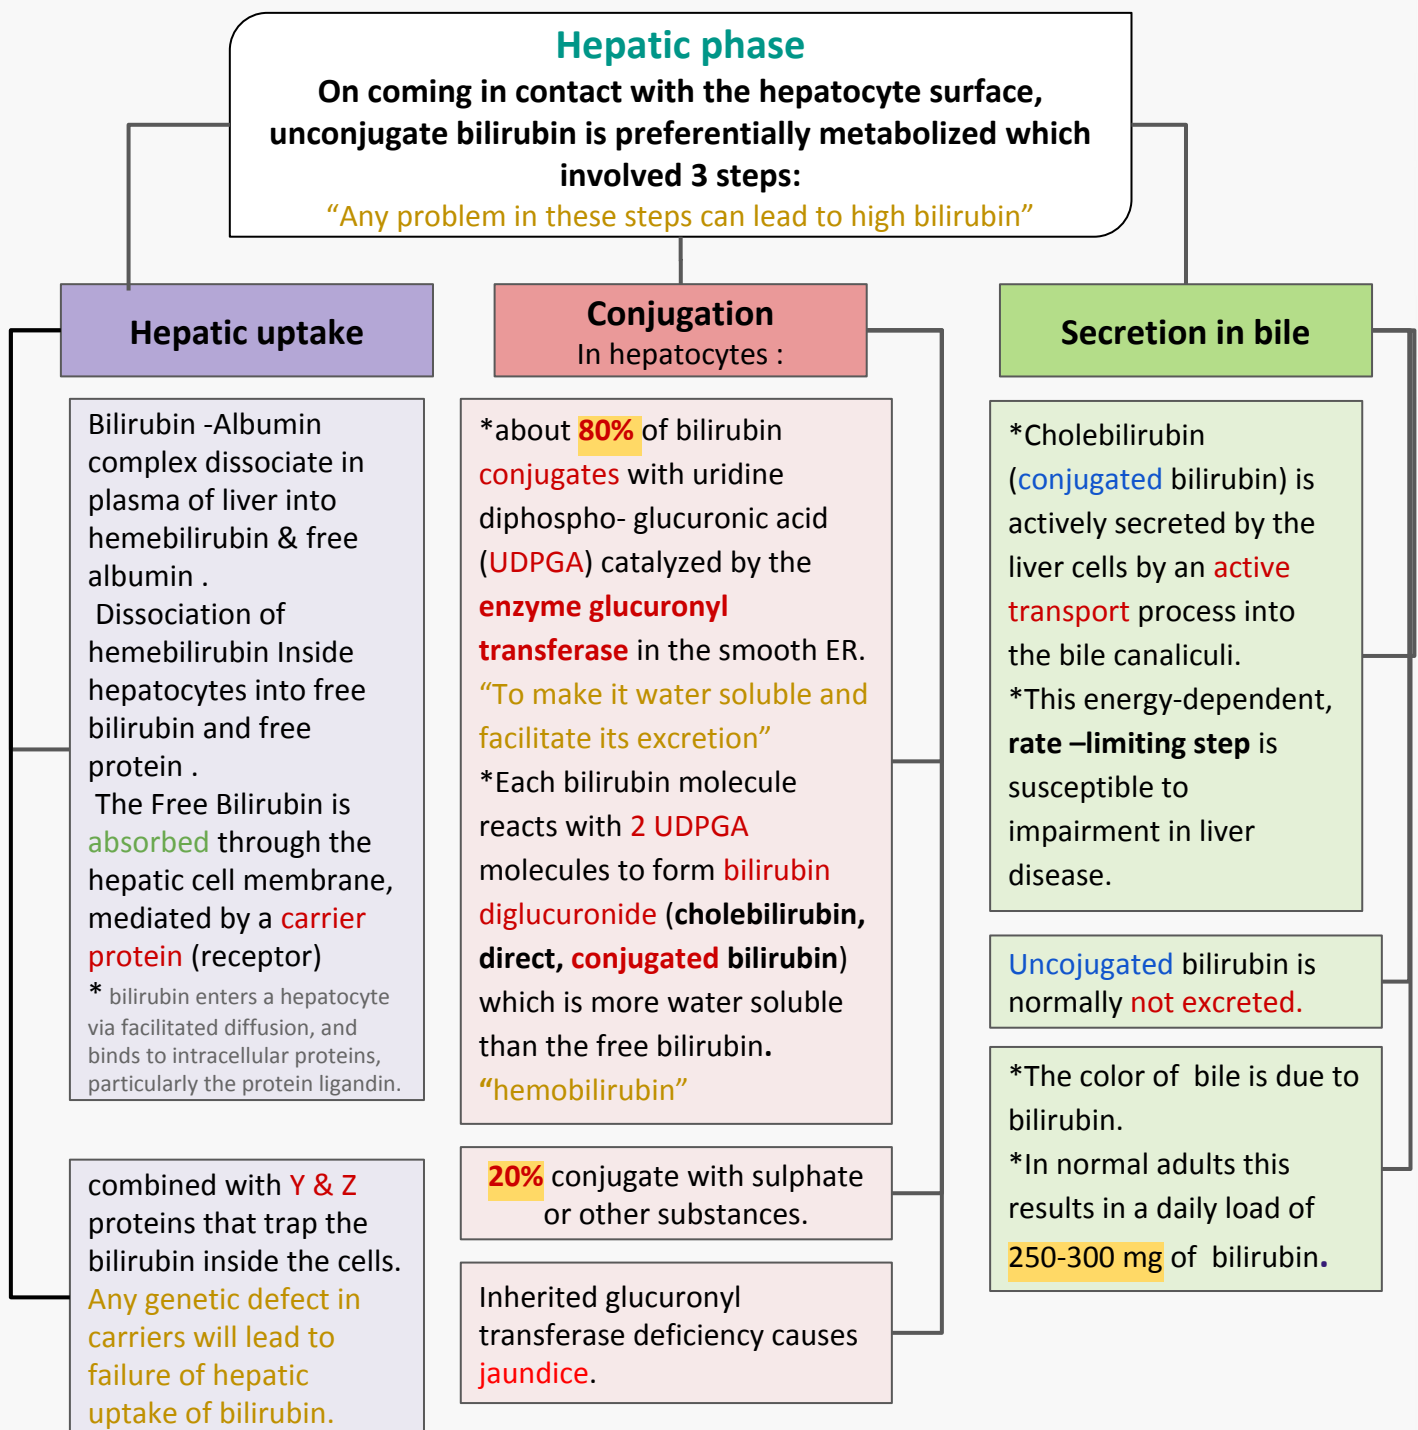 Hepatic phase
On coming in contact with the hepatocyte surface,
unconjugate bilirubin is preferentially metabolized which
involved 3 steps:
“Any problem in these steps can lead to high bilirubin”
Hepatic uptake
Bilirubin -Albumin
complex dissociate in
plasma of liver into
hemebilirubin & free
albumin .
Dissociation of
hemebilirubin Inside
hepatocytes into free
bilirubin and free
protein .
The Free Bilirubin is
absorbed through the
hepatic cell membrane,
mediated by a carrier
protein (receptor)
* bilirubin enters a hepatocyte
via facilitated diffusion, and
binds to intracellular proteins,
particularly the protein ligandin.
combined with Y & Z
proteins that trap the
bilirubin inside the cells.
Any genetic defect in
carriers will lead to
failure of hepatic
uptake of bilirubin.
Conjugation
In hepatocytes :
*about 80% of bilirubin
conjugates with uridine
diphospho- glucuronic acid
(UDPGA) catalyzed by the
enzyme glucuronyl
transferase in the smooth ER.
“To make it water soluble and
facilitate its excretion”
*Each bilirubin molecule
reacts with 2 UDPGA
molecules to form bilirubin
diglucuronide (cholebilirubin,
direct, conjugated bilirubin)
which is more water soluble
than the free bilirubin.
“hemobilirubin”
20% conjugate with sulphate
or other substances.
Inherited glucuronyl
transferase deficiency causes
jaundice.
Secretion in bile
*Cholebilirubin
(conjugated bilirubin) is
actively secreted by the
liver cells by an active
transport process into
the bile canaliculi.
*This energy-dependent,
rate –limiting step is
susceptible to
impairment in liver
disease.
Uncojugated bilirubin is
normally not excreted.
*The color of bile is due to
bilirubin.
*In normal adults this
results in a daily load of
250-300 mg of bilirubin.